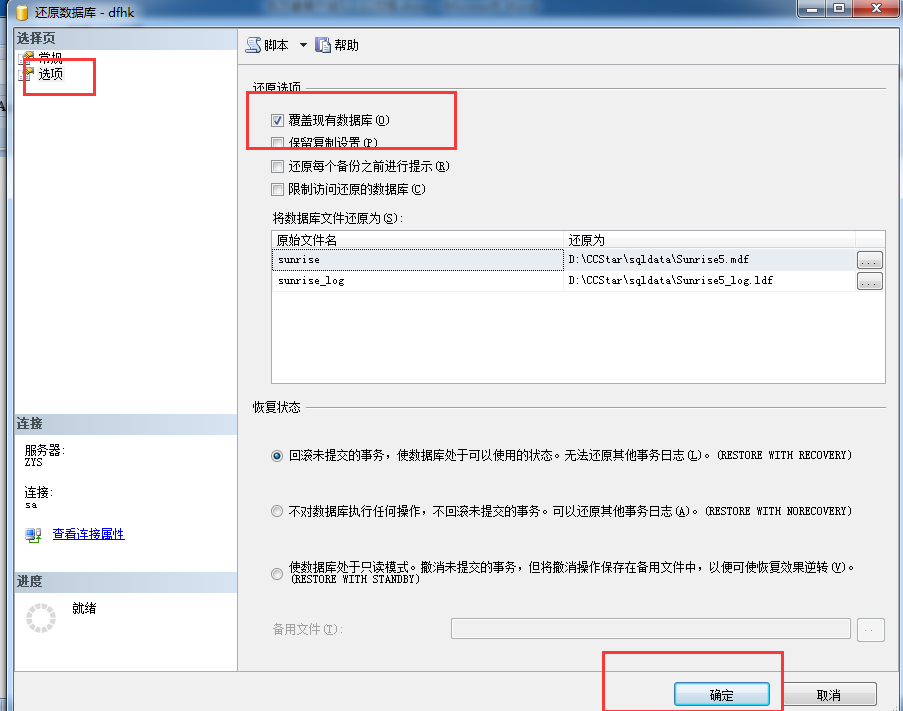 还原数据库 - dfhk
选择页
常规
选项
脚本
帮助
还原选项
覆盖现有数据库(O)
保留复制设置(P)
还原每个备份之前进行提示(R)
限制访问还原的数据库(C)
将数据库文件还原为(S):
原始文件名 还原为
sunrise D:\CCStar\sqldata\Sunrise5.mdf ...
sunrise_log D:\CCStar\sqldata\Sunrise5_log.ldf ...
恢复状态
回滚未提交的事务，使数据库处于可以使用的状态。无法还原其他事务日志(L)。(RESTORE WITH RECOVERY)
不对数据库执行任何操作，不回滚未提交的事务。可以还原其他事务日志(A)。(RESTORE WITH NORECOVERY)
使数据库处于只读模式。撤消未提交的事务，但将撤消操作保存在备用文件中，以便可使恢复效果逆转(V)。
(RESTORE WITH STANDBY)
备用文件(T):
连接
服务器:
ZYS
连接:
sa
查看连接属性
进度
就绪
确定
取消